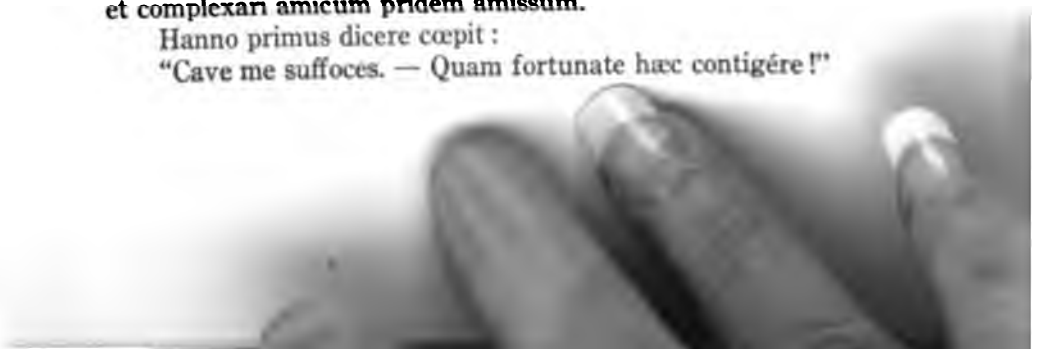 et complexari amicum pridem amissum.
Hanno primus dicere cœpit :
“Cave me suffoces. — Quam fortunate hæc contigére !”